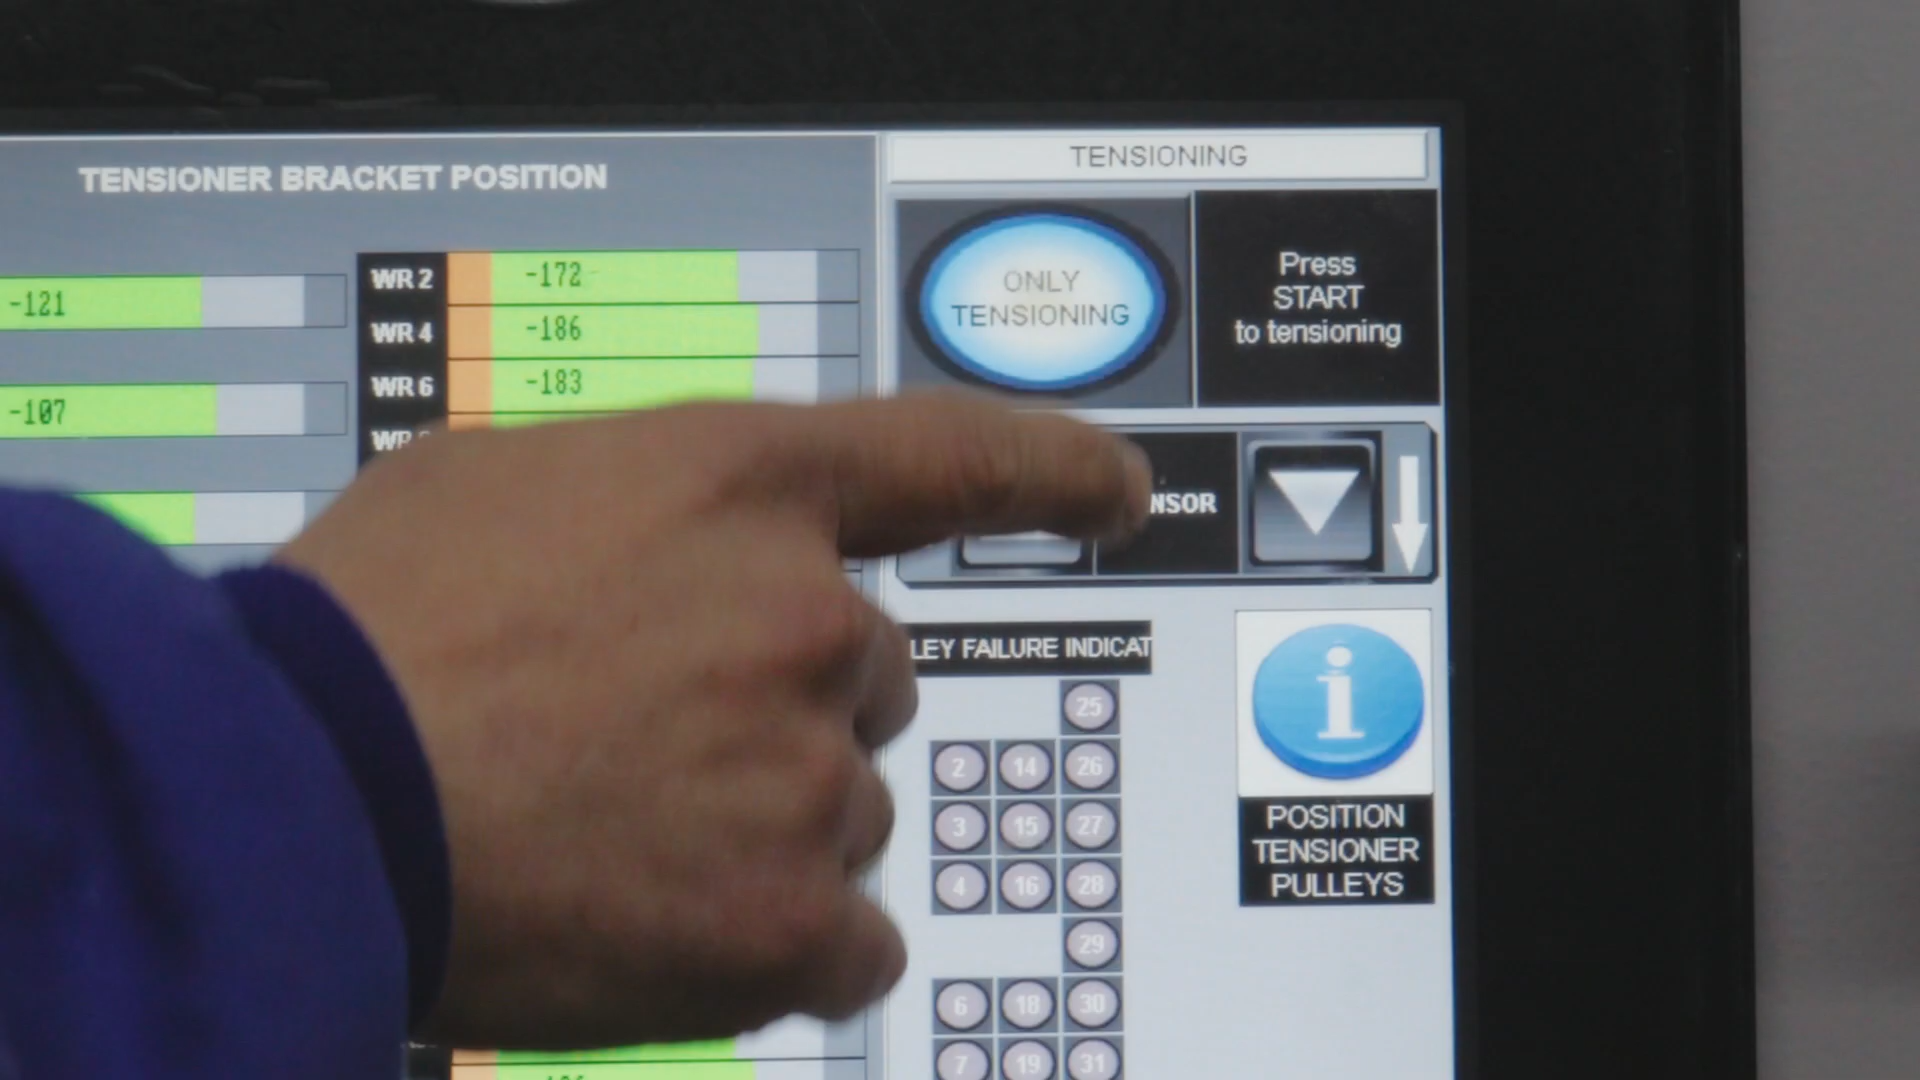 TENSIONER BRACKET POSITION
-121
-107
WR 2 -172
WR 4 -186
WR 6 -183
WR
TENSIONING
ONLY
TENSIONING
Press
START
to tensioning
NSOR
LEY FAILURE INDICAT
25
2 14 26
3 15 27
4 16 28
29
6 18 30
7 19 31
POSITION
TENSIONER
PULLEYS